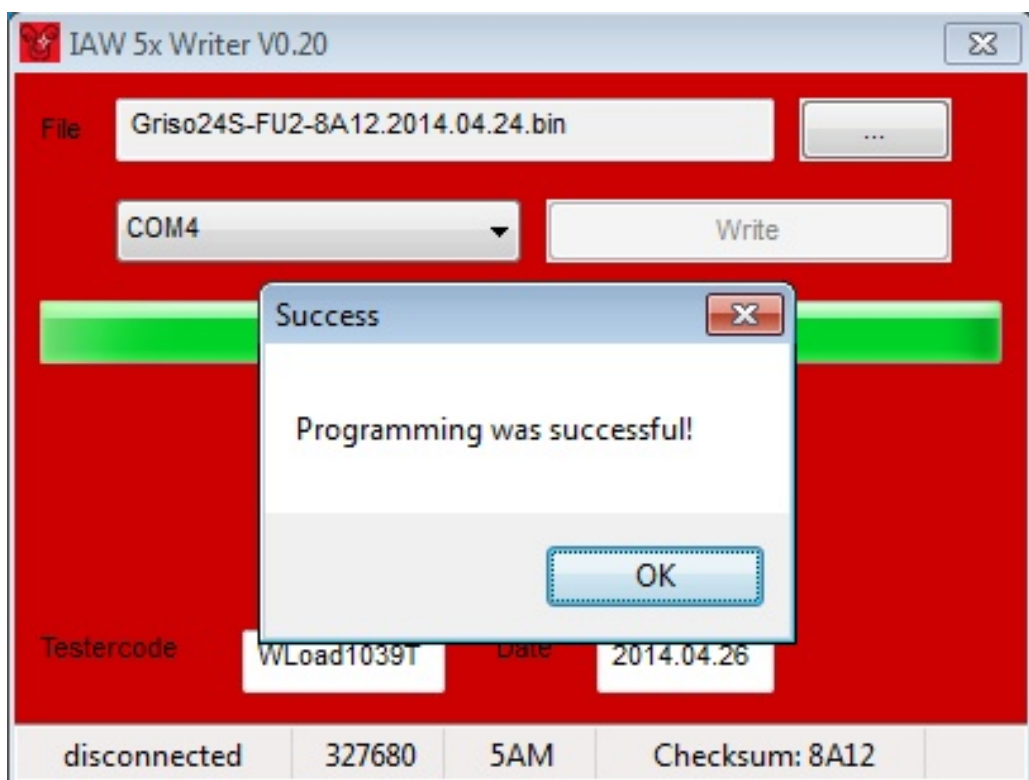 IAW 5x Writer V0.20
File
Griso24S-FU2-8A12.2014.04.24.bin
...
COM4
Write
Success
Programming was successful!
OK
Testercode
WLoad1039T
Date
2014.04.26
disconnected
327680
5AM
Checksum: 8A12